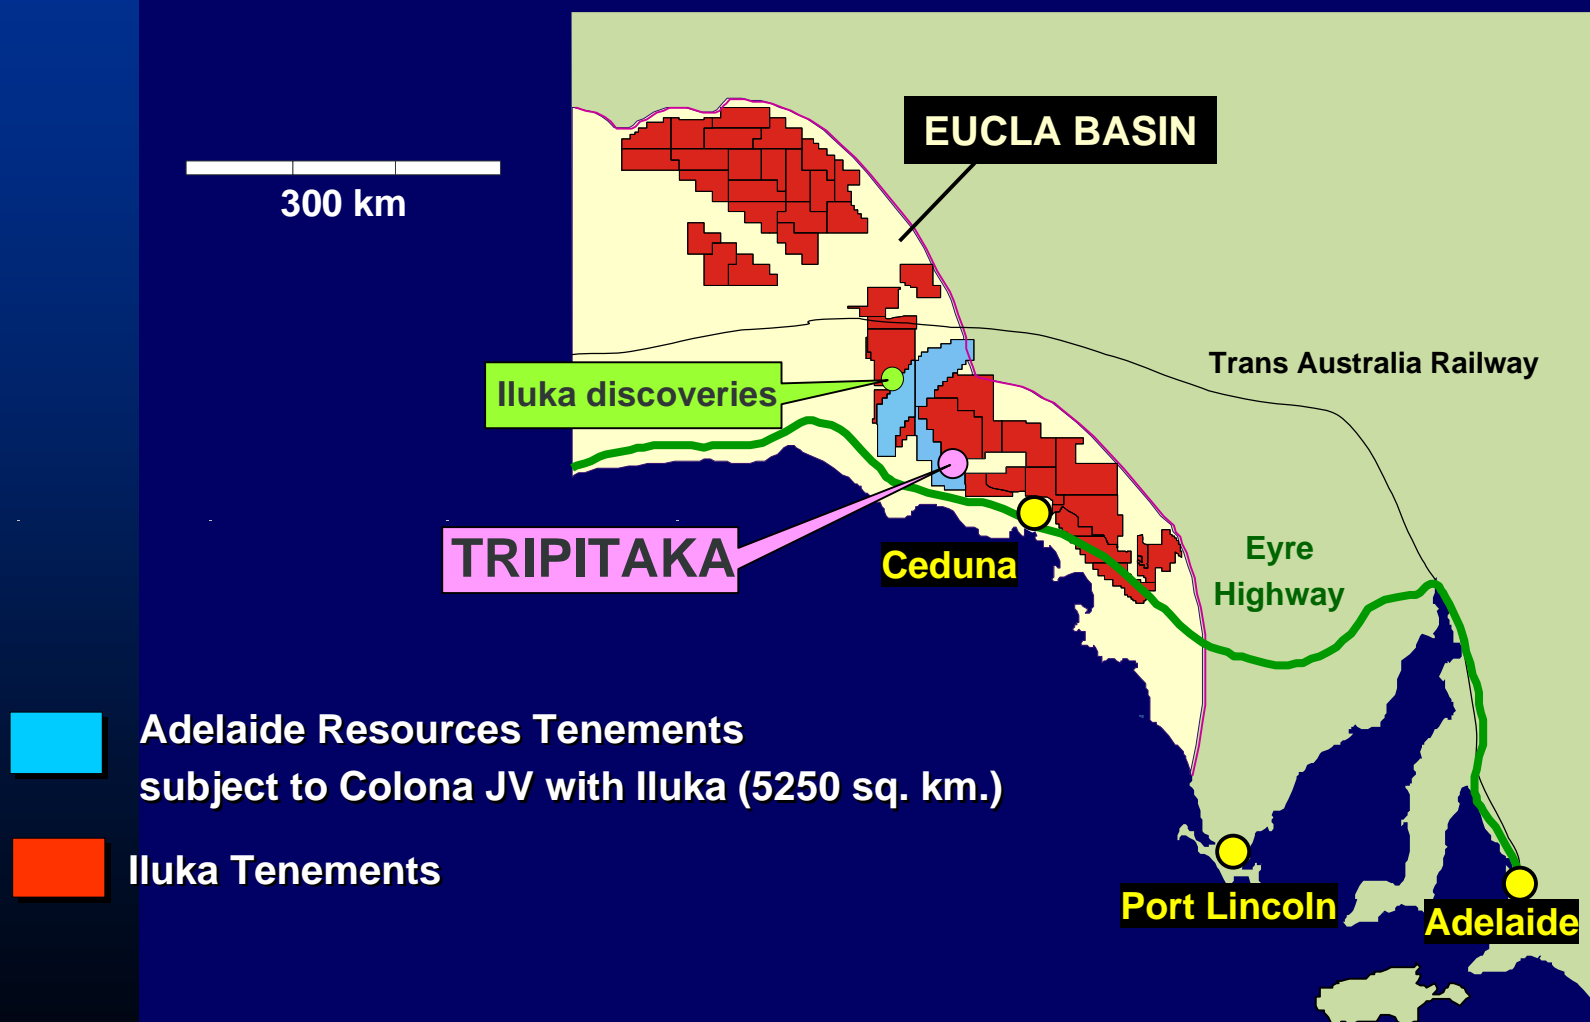 EUCLA BASIN
300 km
Trans Australia Railway
Iluka discoveries
TRIPITAKA
Ceduna
Eyre
Highway
Adelaide Resources Tenements
subject to Colona JV with Iluka (5250 sq. km.)
Iluka Tenements
Port Lincoln
Adelaide